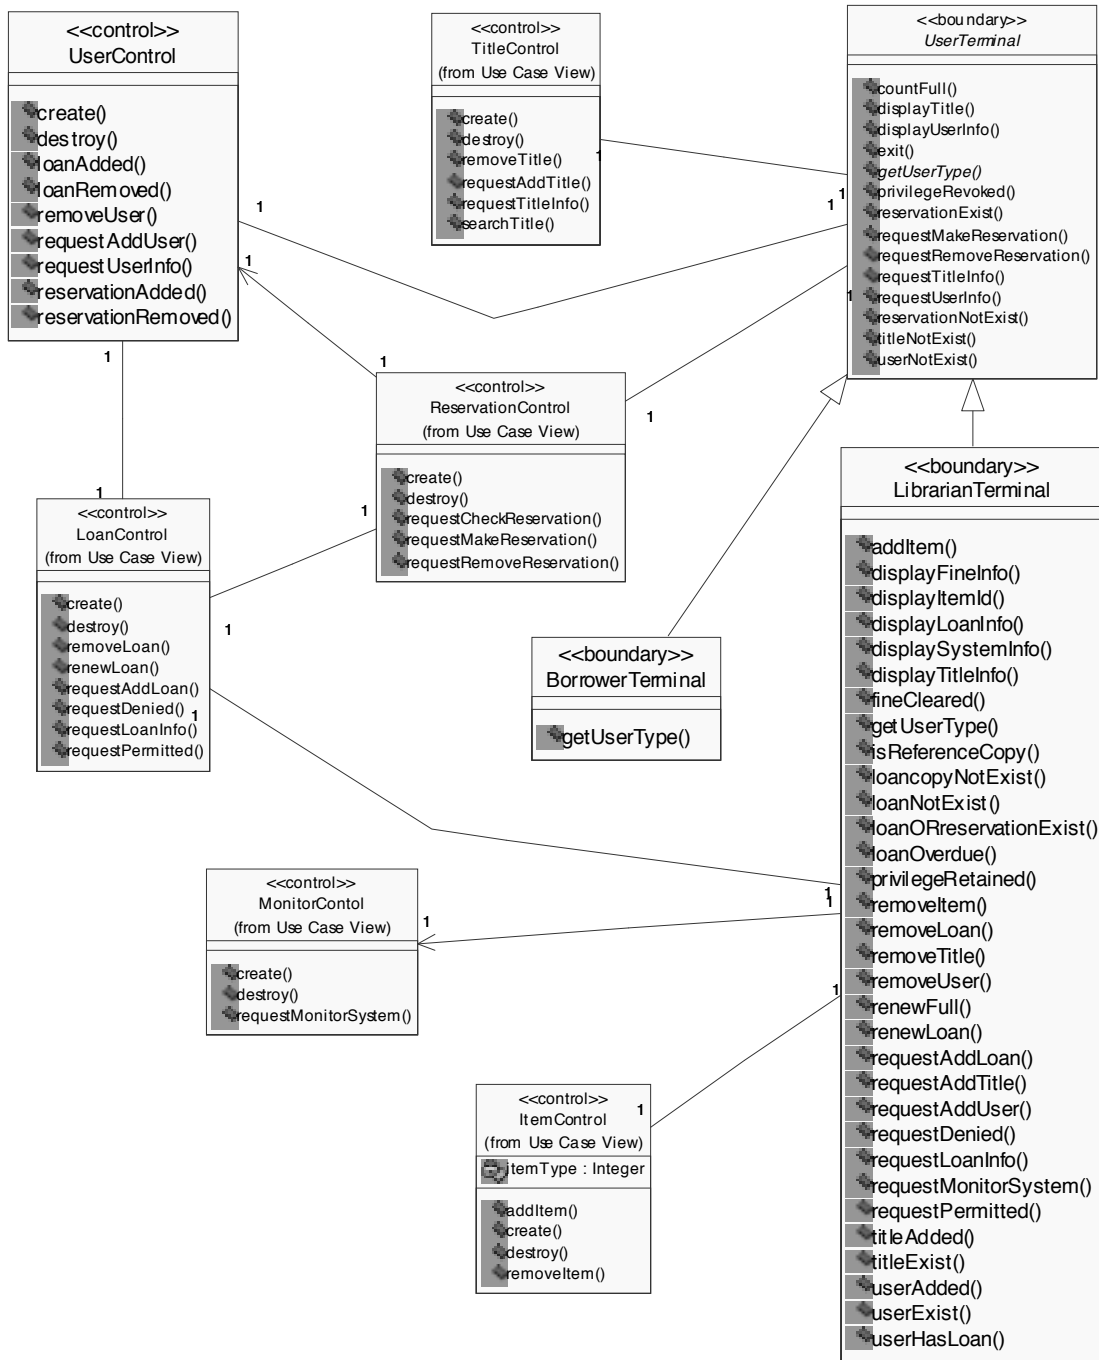 <<control>>
UserControl
create()
destroy()
loanAdded()
loanRemoved()
removeUser()
requestAddUser()
requestUserInfo()
reservationAdded()
reservationRemoved()
1
1
1
<<control>>
TitleControl
(from Use Case View)
create()
destroy()
removeTitle()
requestAddTitle()
requestTitleInfo()
searchTitle()
1
<<boundary>>
UserTerminal
countFull()
displayTitle()
displayUserInfo()
exit()
getUserType()
privilegeRevoked()
reservationExist()
requestMakeReservation()
requestRemoveReservation()
requestTitleInfo()
requestUserInfo()
reservationNotExist()
titleNotExist()
userNotExist()
1
1
1
1
<<control>>
ReservationControl
(from Use Case View)
create()
destroy()
requestCheckReservation()
requestMakeReservation()
requestRemoveReservation()
1
1
1
<<control>>
LoanControl
(from Use Case View)
create()
destroy()
removeLoan()
renewLoan()
requestAddLoan()
requestDenied()
requestLoanInfo()
requestPermitted()
1
1
<<boundary>>
BorrowerTerminal
getUserType()
<<boundary>>
LibrarianTerminal
addItem()
displayFineInfo()
displayItemId()
displayLoanInfo()
displaySystemInfo()
displayTitleInfo()
fineCleared()
getUserType()
isReferenceCopy()
loancopyNotExist()
loanNotExist()
loanORreservationExist()
loanOverdue()
privilegeRetained()
removeItem()
removeLoan()
removeTitle()
removeUser()
renewFull()
renewLoan()
requestAddLoan()
requestAddTitle()
requestAddUser()
requestDenied()
requestLoanInfo()
requestMonitorSystem()
requestPermitted()
titleAdded()
titleExist()
userAdded()
userExist()
userHasLoan()
1
1
1
<<control>>
MonitorContol
(from Use Case View)
create()
destroy()
requestMonitorSystem()
1
<<control>>
ItemControl
(from Use Case View)
itemType : Integer
addItem()
create()
destroy()
removeItem()
1